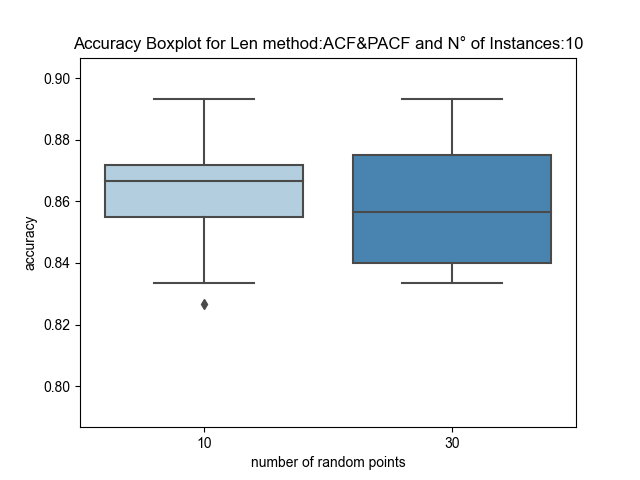 Accuracy Boxplot for Len method:ACF&PACF and N° of Instances:10
0.90
0.88
0.86
0.84
0.82
0.80
accuracy
10
30
number of random points